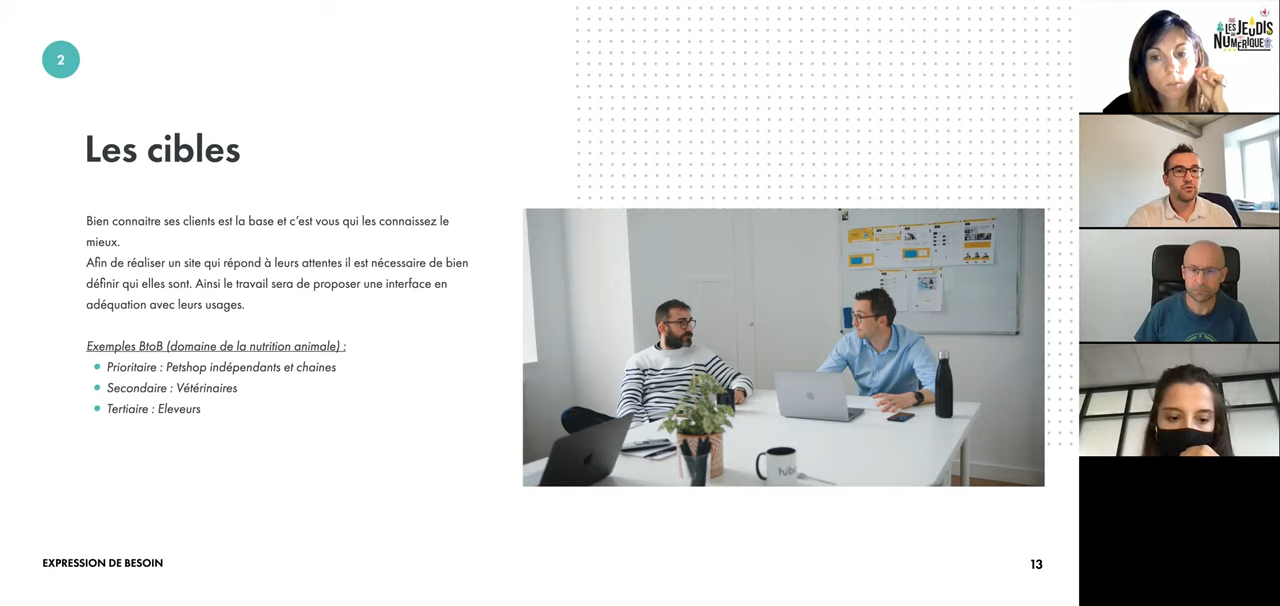 2
Les cibles
Bien connaitre ses clients est la base et c’est vous qui les connaissez le
mieux.
Afin de réaliser un site qui répond à leurs attentes il est nécessaire de bien
définir qui elles sont. Ainsi le travail sera de proposer une interface en
adéquation avec leurs usages.
Exemples BtoB (domaine de la nutrition animale) :
Prioritaire : Petshop indépendants et chaines
Secondaire : Vétérinaires
Tertiaire : Eleveurs
EXPRESSION DE BESOIN
13
LES JEUDIS
NUMÉRIQUE